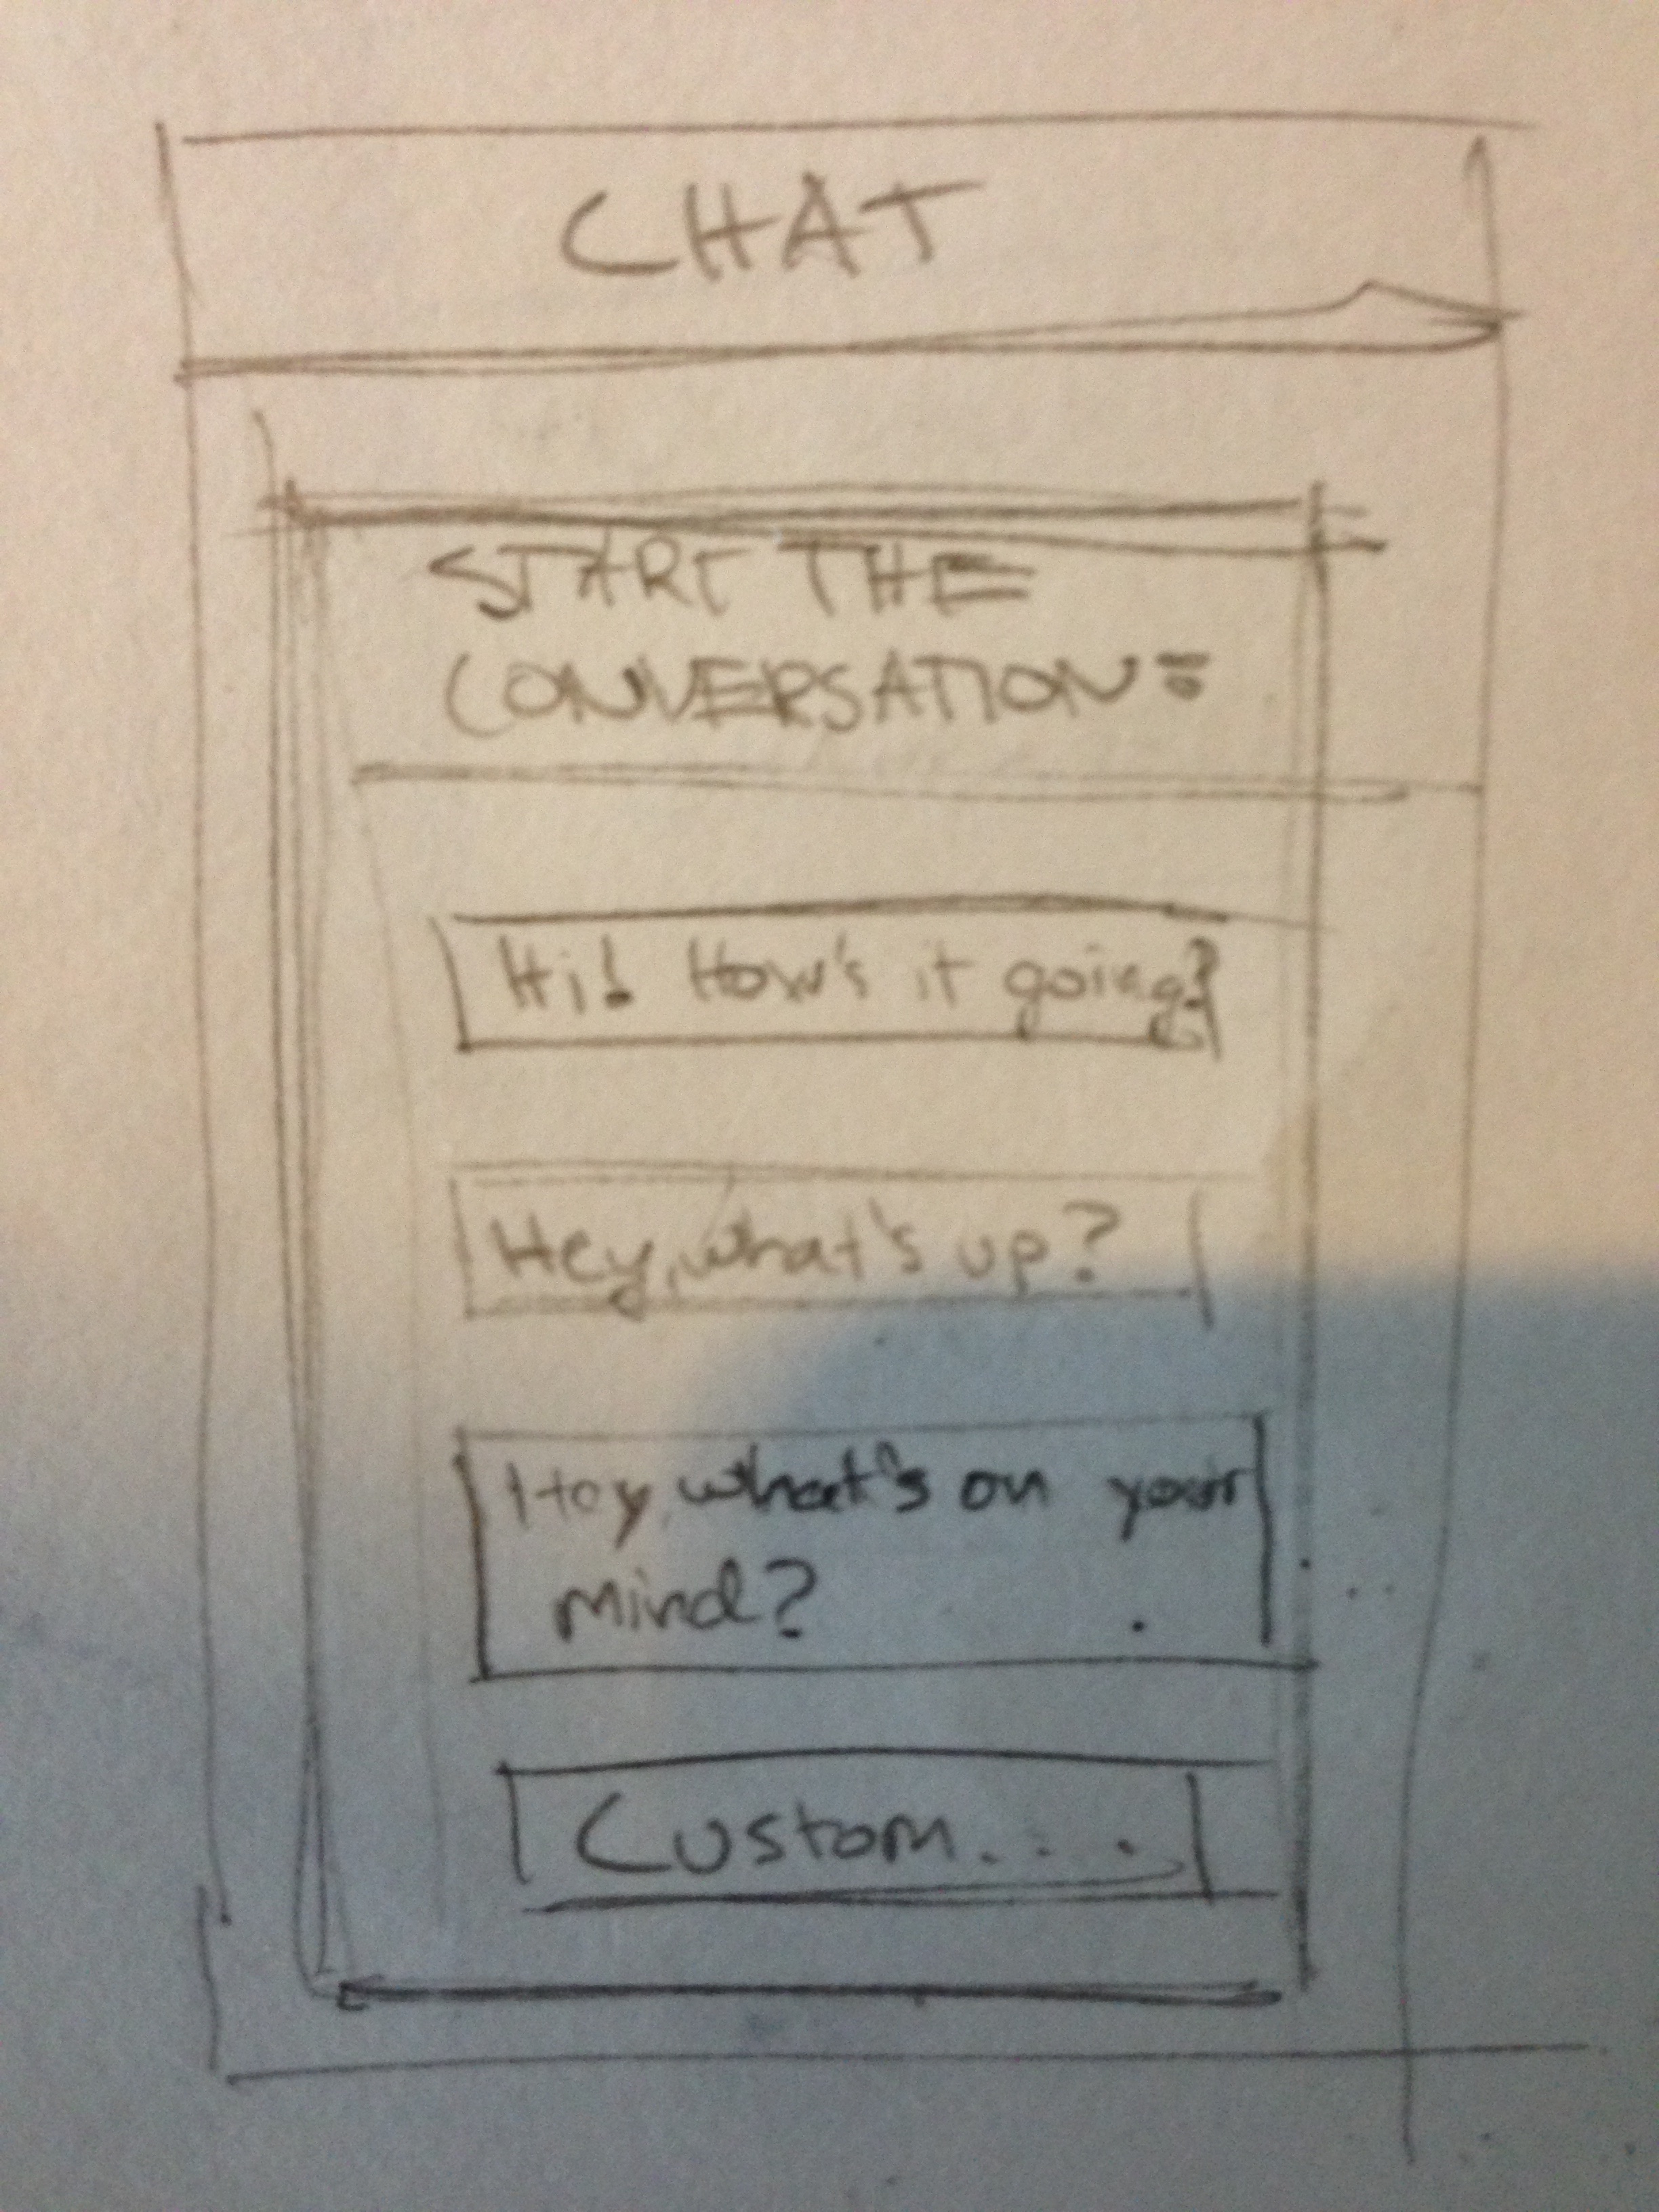 CHAT
START THE
CONVERSATION:
Hi! How's it going?
Hey, what's up?
Hey, what's on your
mind?
Custom....